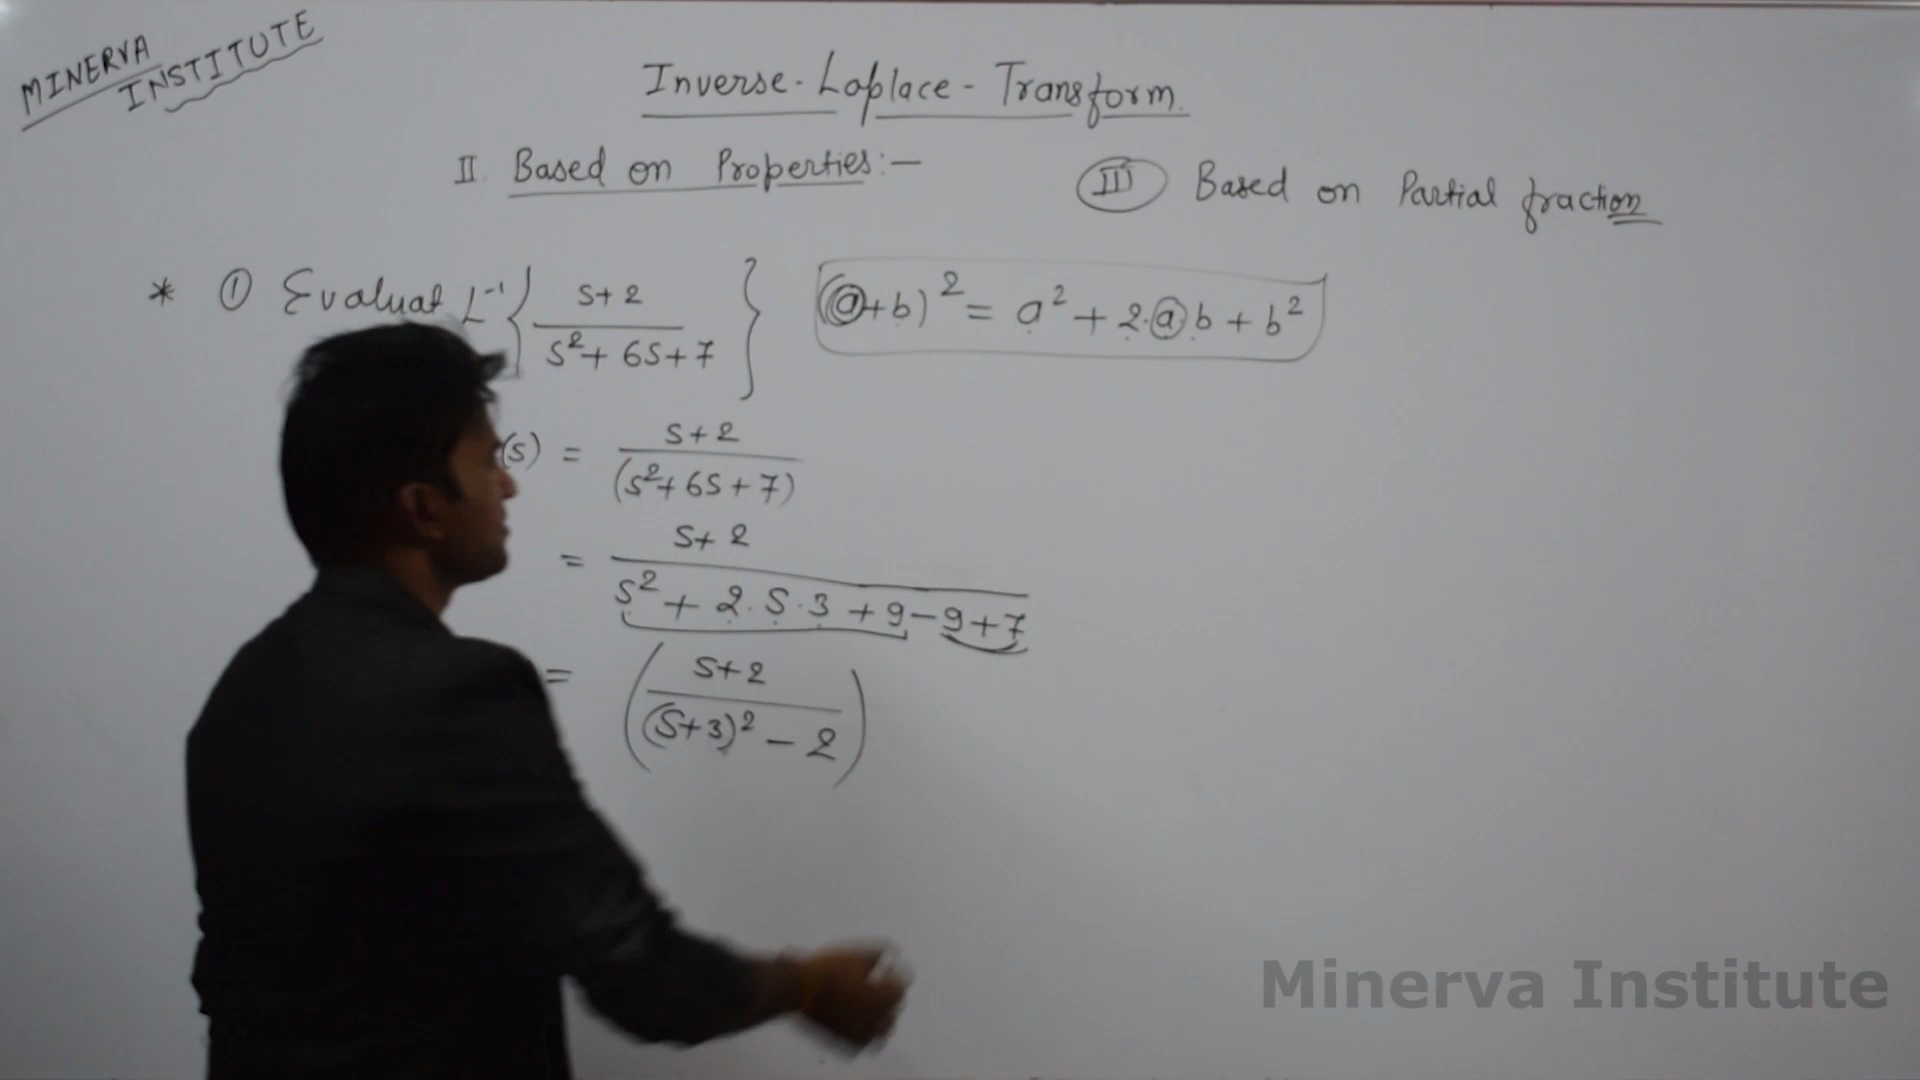 MINERVA
INSTITUTE
Inverse-Laplace-Transform
II. Based on Properties:-
III Based on Partial fraction
* ① Evaluat L⁻¹{ s+2 / s²+6s+7 }
(a+b)² = a² + 2·a b + b²
(s) = s+2 / (s²+6s+7)
= s+2 / s² + 2·s·3 + 9 - 9 + 7
= ( s+2 / (s+3)² - 2 )
Minerva Institute